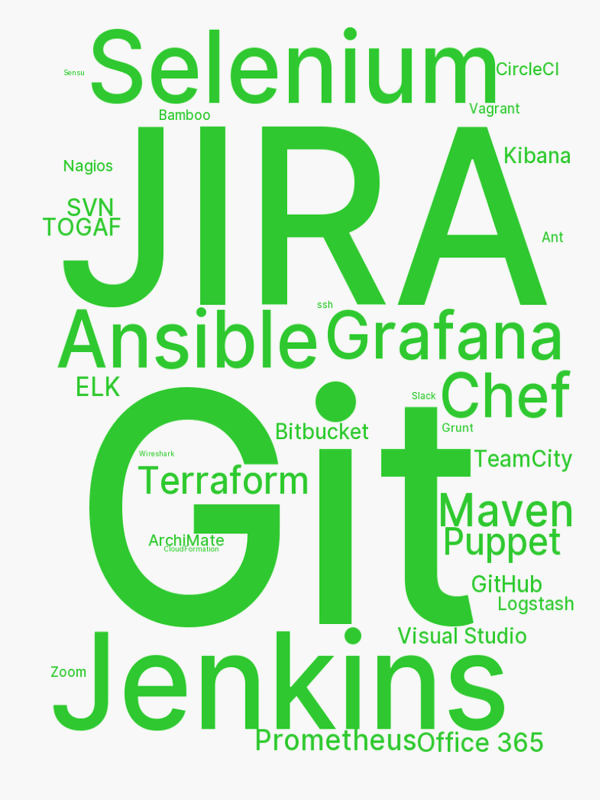 Selenium
Sensu
CircleCI
Bamboo
Vagrant
JIRA
Kibana
Nagios
SVN
TOGAF
Ant
ssh
Ansible
Grafana
ELK
Chef
Slack
Git
Grunt
Bitbucket
Wireshark
TeamCity
Terraform
Maven
ArchiMate
Puppet
CloudFormation
GitHub
Logstash
Visual Studio
Jenkins
Zoom
Prometheus
Office 365